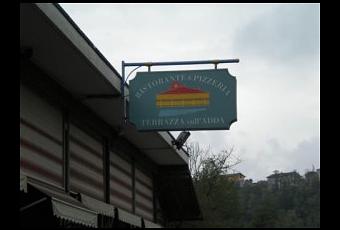 RISTORANTE & PIZZERIA
TERRAZZA sull'ADDA